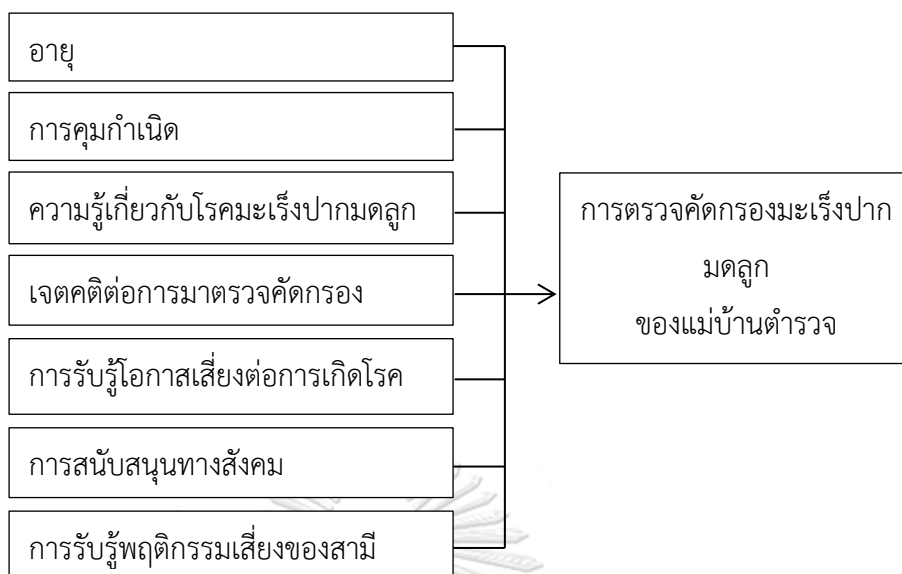 อายุ
การคุมกำเนิด
ความรู้เกี่ยวกับโรคมะเร็งปากมดลูก
เจตคติต่อการมาตรวจคัดกรอง
การรับรู้โอกาสเสี่ยงต่อการเกิดโรค
การสนับสนุนทางสังคม
การรับรู้พฤติกรรมเสี่ยงของสามี
การตรวจคัดกรองมะเร็งปาก
มดลูก
ของแม่บ้านตำรวจ